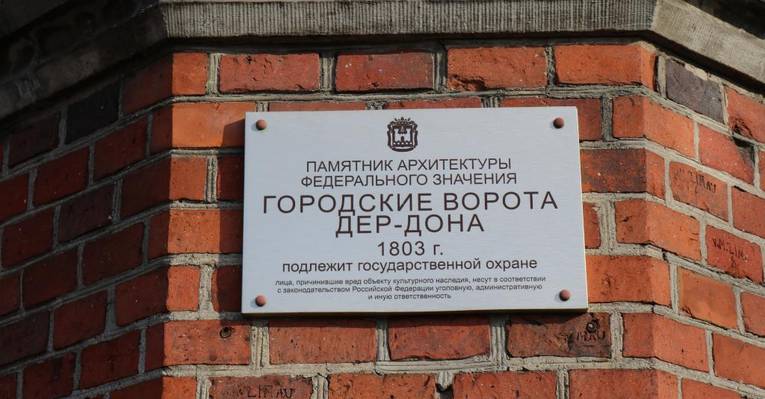 ПАМЯТНИК АРХИТЕКТУРЫ
ФЕДЕРАЛЬНОГО ЗНАЧЕНИЯ
ГОРОДСКИЕ ВОРОТА
ДЕР-ДОНА
1803 г.
подлежит государственной охране
лица, причинившие вред объекту культурного наследия, несут в соответствии
с законодательством Российской Федерации уголовную, административную
и иную ответственность